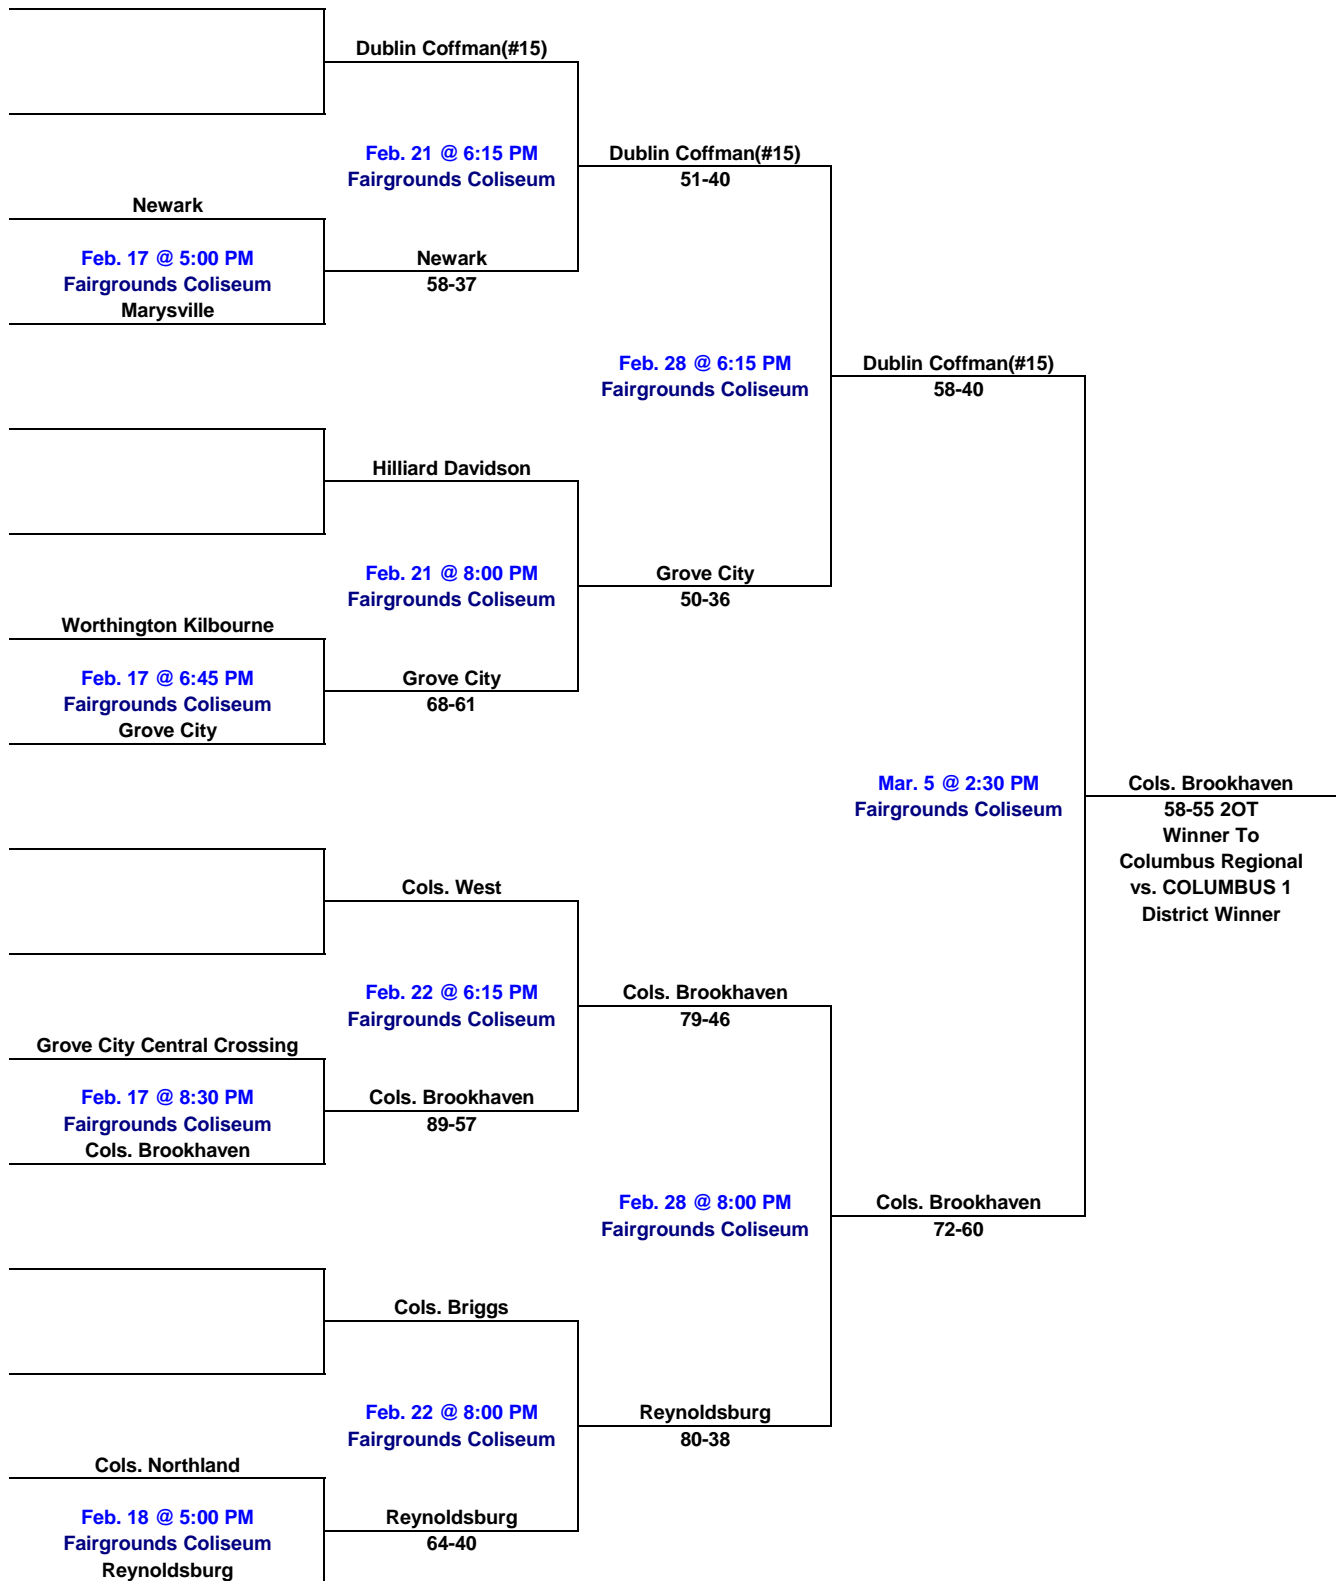 Dublin Coffman(#15)
Feb. 21 @ 6:15 PM
Fairgrounds Coliseum
Dublin Coffman(#15)
51-40
Newark
Feb. 17 @ 5:00 PM
Fairgrounds Coliseum
Marysville
Newark
58-37
Feb. 28 @ 6:15 PM
Fairgrounds Coliseum
Dublin Coffman(#15)
58-40
Hilliard Davidson
Feb. 21 @ 8:00 PM
Fairgrounds Coliseum
Grove City
50-36
Worthington Kilbourne
Feb. 17 @ 6:45 PM
Fairgrounds Coliseum
Grove City
Grove City
68-61
Mar. 5 @ 2:30 PM
Fairgrounds Coliseum
Cols. Brookhaven
58-55 2OT
Winner To
Columbus Regional
vs. COLUMBUS 1
District Winner
Cols. West
Feb. 22 @ 6:15 PM
Fairgrounds Coliseum
Cols. Brookhaven
79-46
Grove City Central Crossing
Feb. 17 @ 8:30 PM
Fairgrounds Coliseum
Cols. Brookhaven
Cols. Brookhaven
89-57
Feb. 28 @ 8:00 PM
Fairgrounds Coliseum
Cols. Brookhaven
72-60
Cols. Briggs
Feb. 22 @ 8:00 PM
Fairgrounds Coliseum
Reynoldsburg
80-38
Cols. Northland
Feb. 18 @ 5:00 PM
Fairgrounds Coliseum
Reynoldsburg
Reynoldsburg
64-40